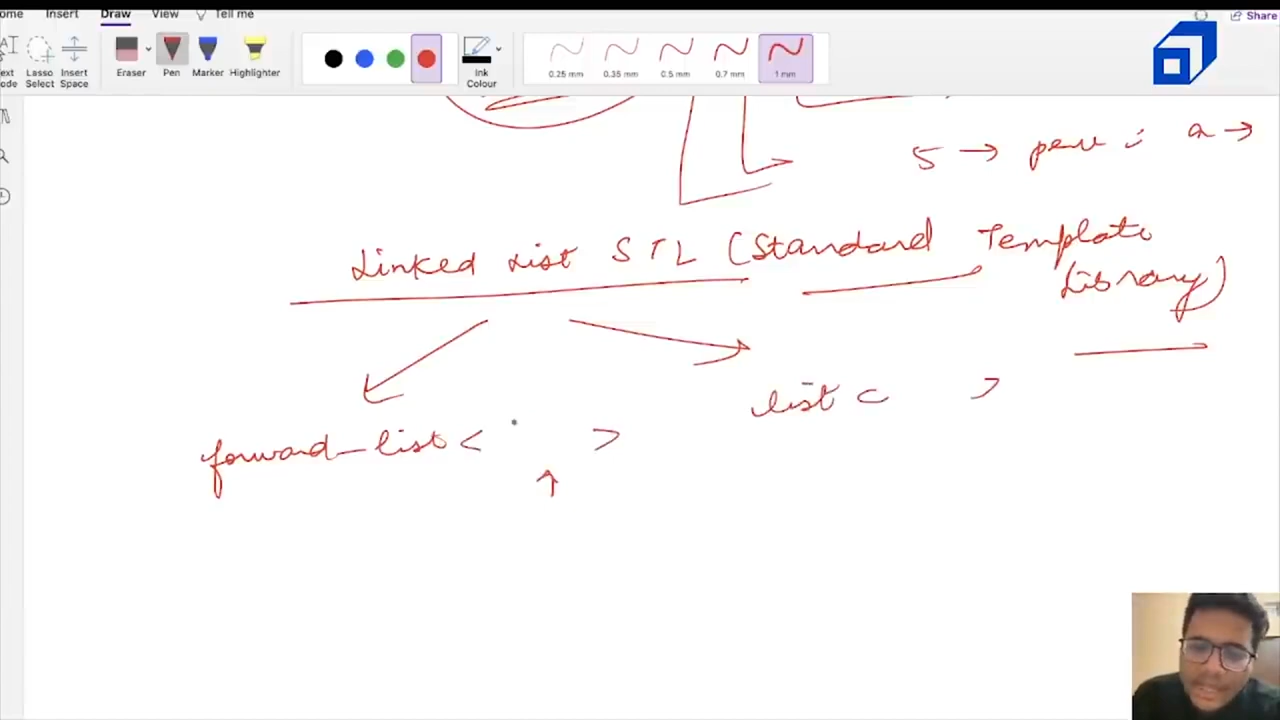 ome Insert Draw View Tell me
Share
Text Mode
Lasso Select
Insert Space
Eraser
Pen
Marker
Highlighter
Ink Colour
0.25 mm
0.35 mm
0.5 mm
0.7 mm
1 mm
5 → prev : a →
Linked List STL (Standard Template
Library)
list < >
forward_list < >